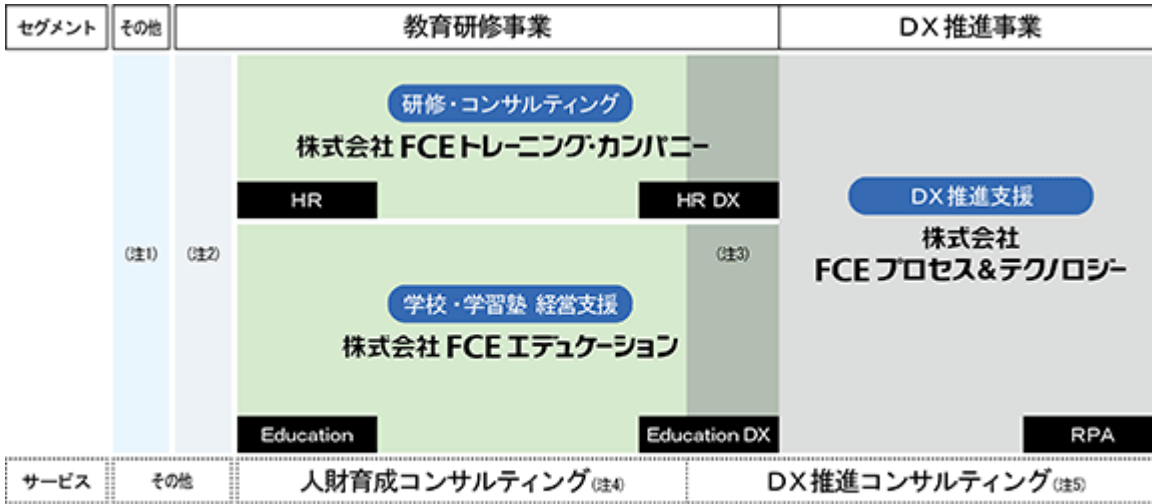 セグメント
その他
教育研修事業
DX推進事業
研修・コンサルティング
株式会社 FCEトレーニング・カンパニー
HR
HR DX
DX推進支援
株式会社
FCE プロセス&テクノロジー
(注1)
(注2)
(注3)
学校・学習塾 経営支援
株式会社 FCE エデュケーション
Education
Education DX
RPA
サービス
その他
人財育成コンサルティング(注4)
DX推進コンサルティング(注5)